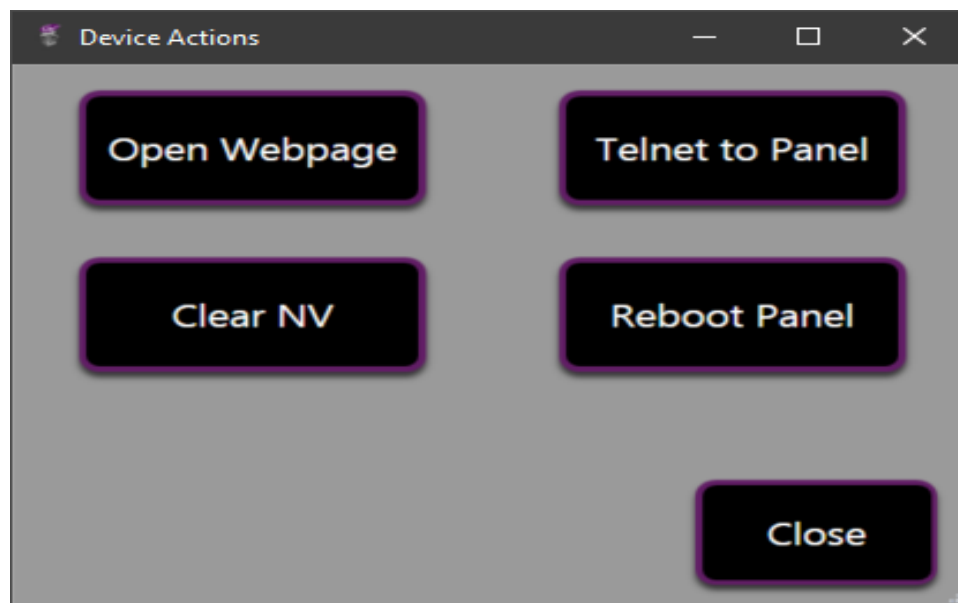 Device Actions
Open Webpage
Telnet to Panel
Clear NV
Reboot Panel
Close